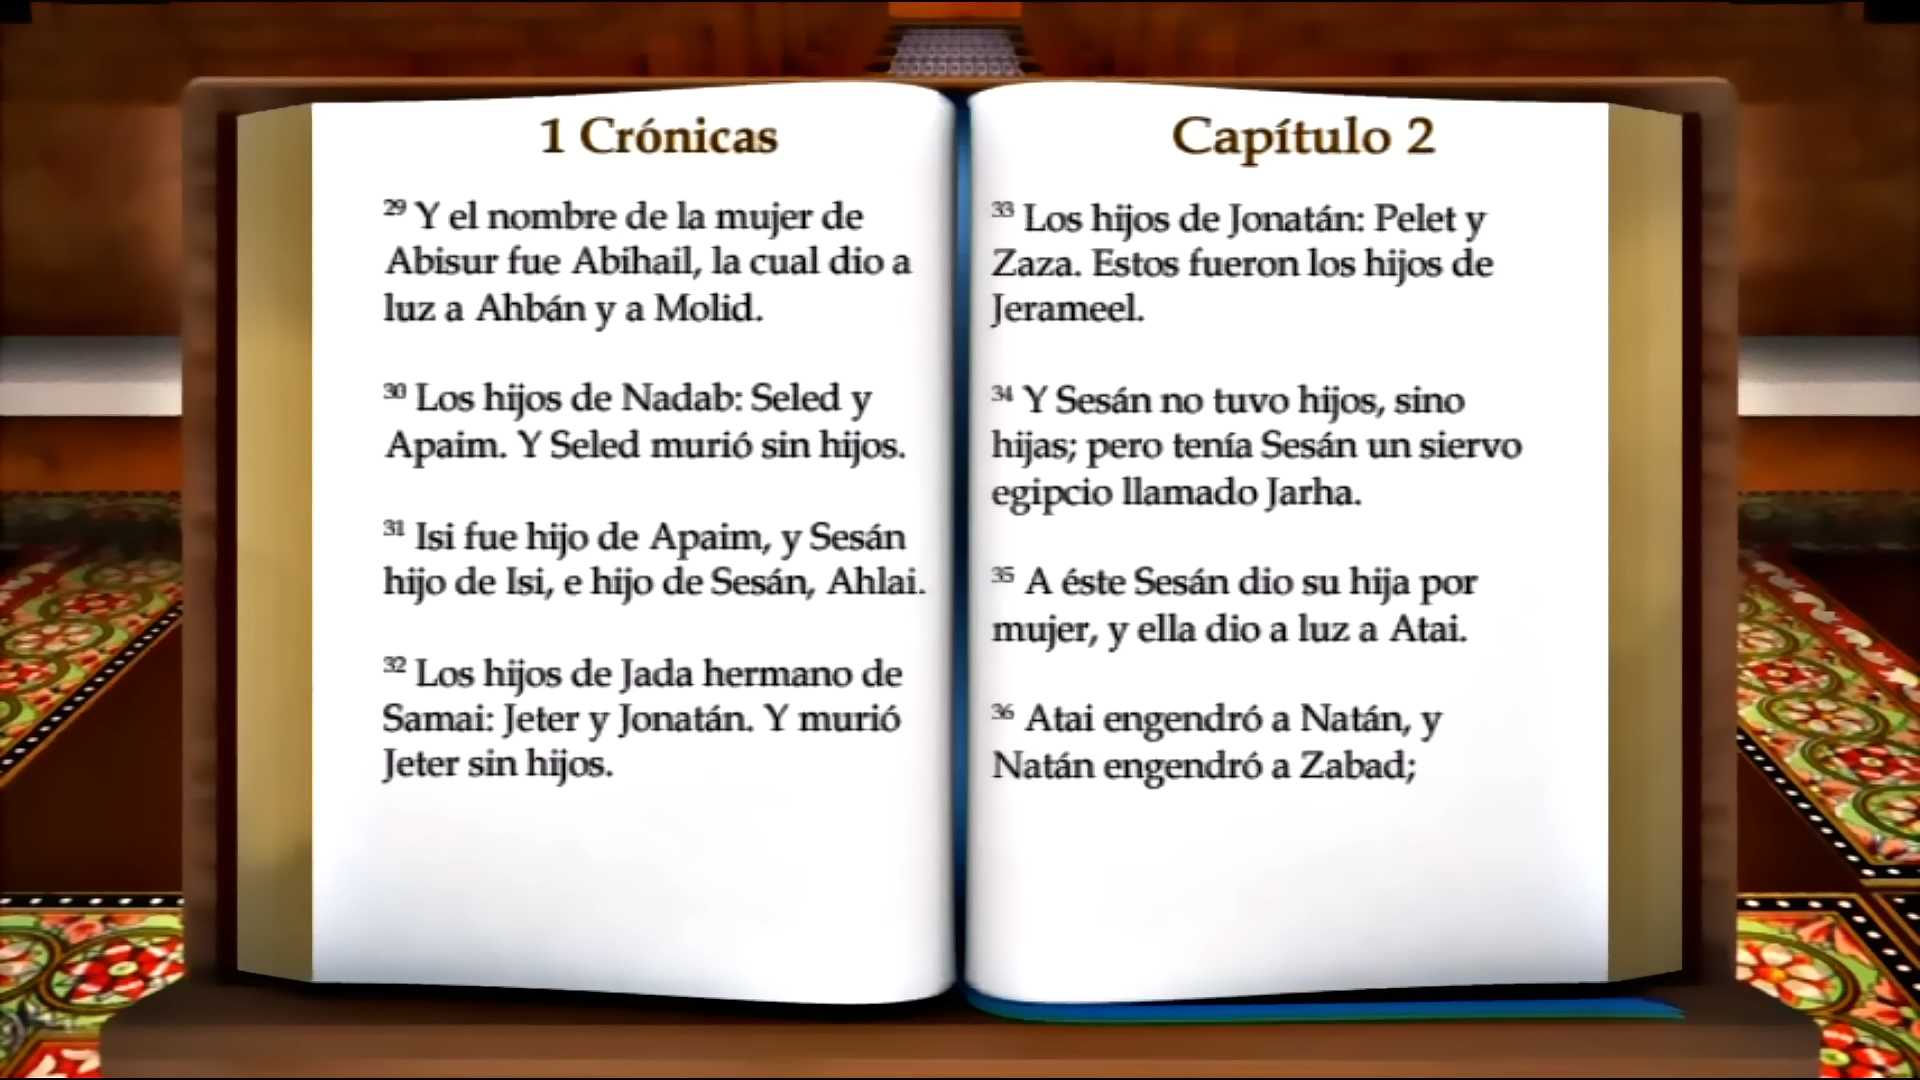 1 Crónicas
29 Y el nombre de la mujer de
Abisur fue Abihail, la cual dio a
luz a Ahbán y a Molid.
30 Los hijos de Nadab: Seled y
Apaim. Y Seled murió sin hijos.
31 Isi fue hijo de Apaim, y Sesán
hijo de Isi, e hijo de Sesán, Ahlai.
32 Los hijos de Jada hermano de
Samai: Jeter y Jonatán. Y murió
Jeter sin hijos.
Capítulo 2
33 Los hijos de Jonatán: Pelet y
Zaza. Estos fueron los hijos de
Jerameel.
34 Y Sesán no tuvo hijos, sino
hijas; pero tenía Sesán un siervo
egipcio llamado Jarha.
35 A éste Sesán dio su hija por
mujer, y ella dio a luz a Atai.
36 Atai engendró a Natán, y
Natán engendró a Zabad;